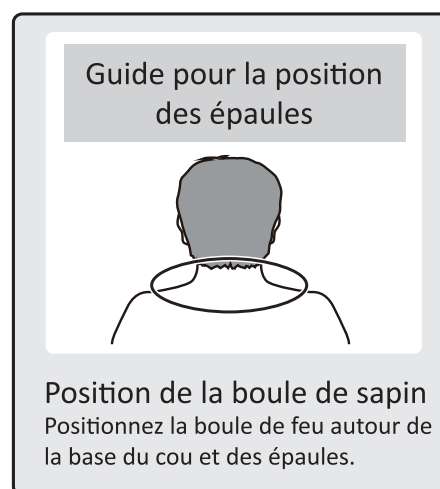 Guide pour la position
des épaules
Position de la boule de sapin
Positionnez la boule de feu autour de
la base du cou et des épaules.